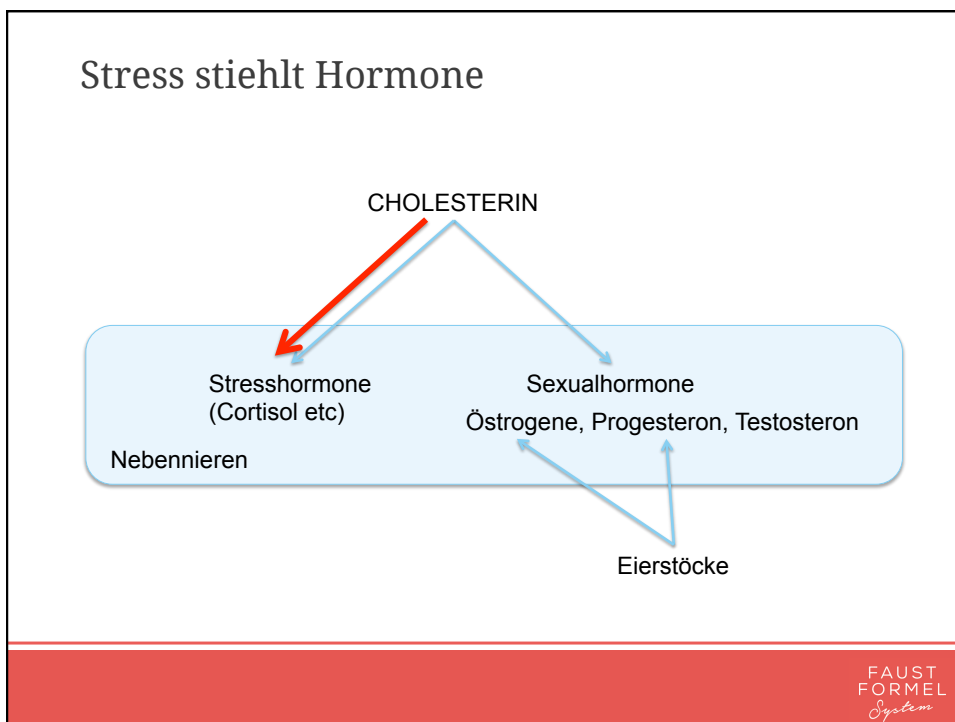 Stress stiehlt Hormone
CHOLESTERIN
Stresshormone
(Cortisol etc)
Sexualhormone
Östrogene, Progesteron, Testosteron
Nebennieren
Eierstöcke
FAUST
FORMEL
System